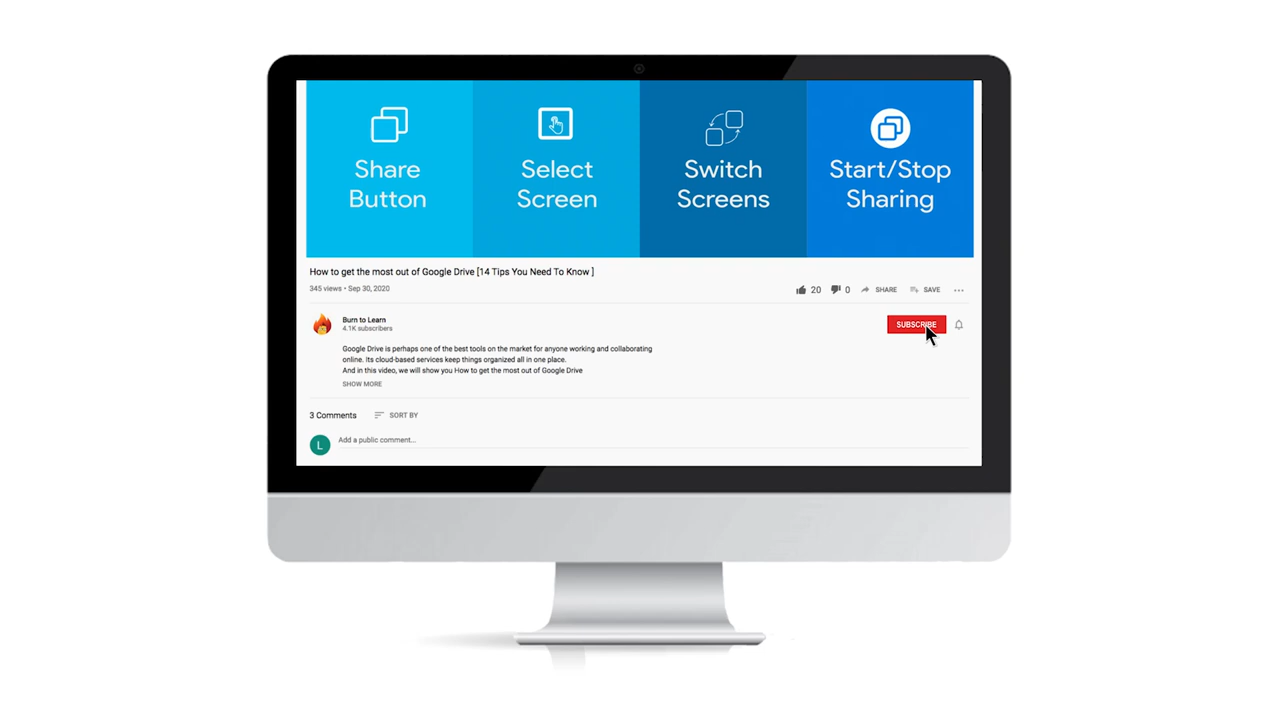 Share
Button
Select
Screen
Switch
Screens
Start/Stop
Sharing
How to get the most out of Google Drive [14 Tips You Need To Know ]
345 views • Sep 30, 2020
20
0
SHARE
SAVE
Burn to Learn
4.1K subscribers
SUBSCRIBE
Google Drive is perhaps one of the best tools on the market for anyone working and collaborating
online. Its cloud-based services keep things organized all in one place.
And in this video, we will show you How to get the most out of Google Drive
SHOW MORE
3 Comments
SORT BY
L
Add a public comment...